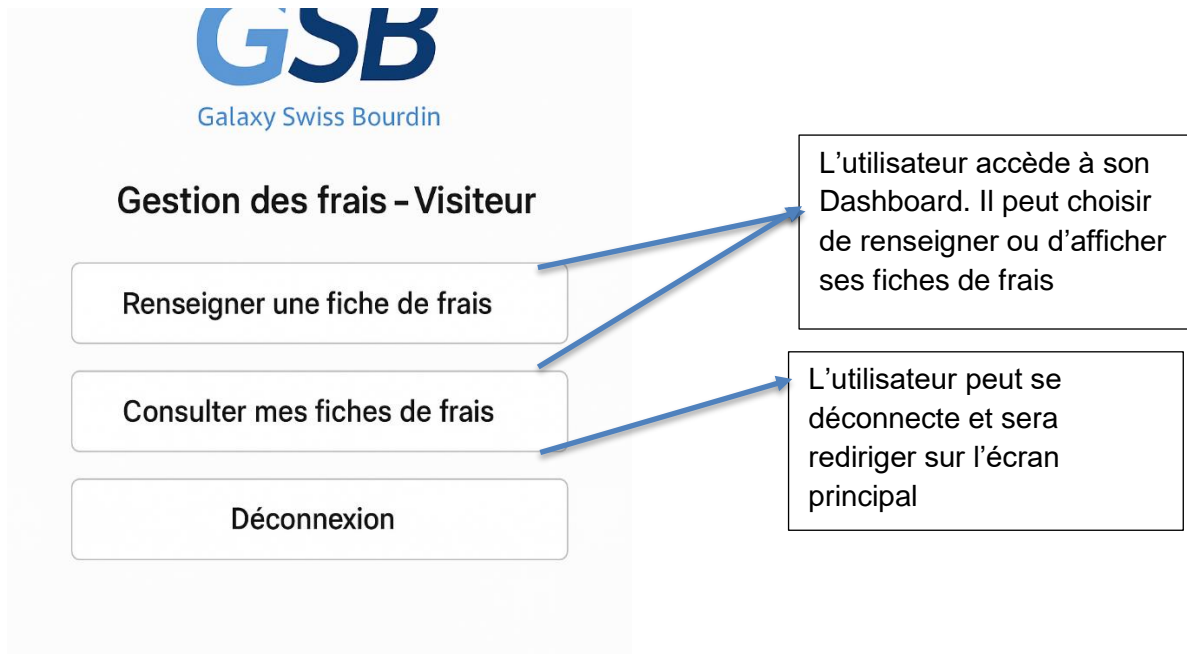 GSB
Galaxy Swiss Bourdin
Gestion des frais – Visiteur
Renseigner une fiche de frais
Consulter mes fiches de frais
Déconnexion
L’utilisateur accède à son
Dashboard. Il peut choisir
de renseigner ou d’afficher
ses fiches de frais
L’utilisateur peut se
déconnecte et sera
rediriger sur l’écran
principal